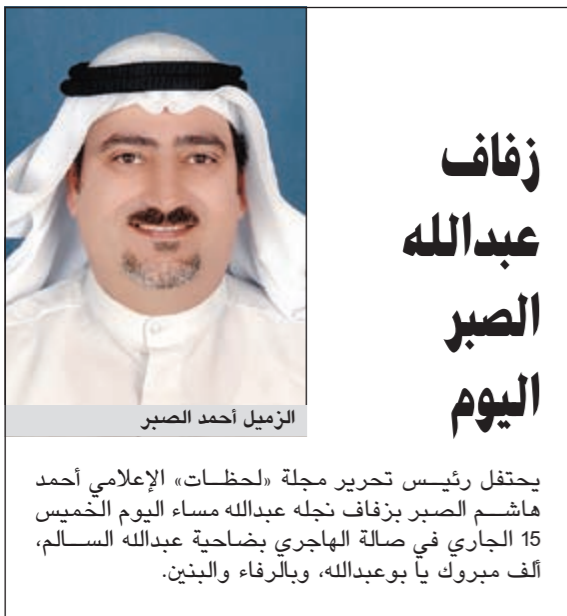 زفاف
عبدالله
الصبر
اليوم
الزميل أحمد الصبر
يحتفل رئيس تحرير مجلة «لحظات» الإعلامي أحمد
هاشم الصبر بزفاف نجله عبدالله مساء اليوم الخميس
15 الجاري في صالة الهاجري بضاحية عبدالله السالم،
ألف مبروك يا بوعبدالله، وبالرفاء والبنين.